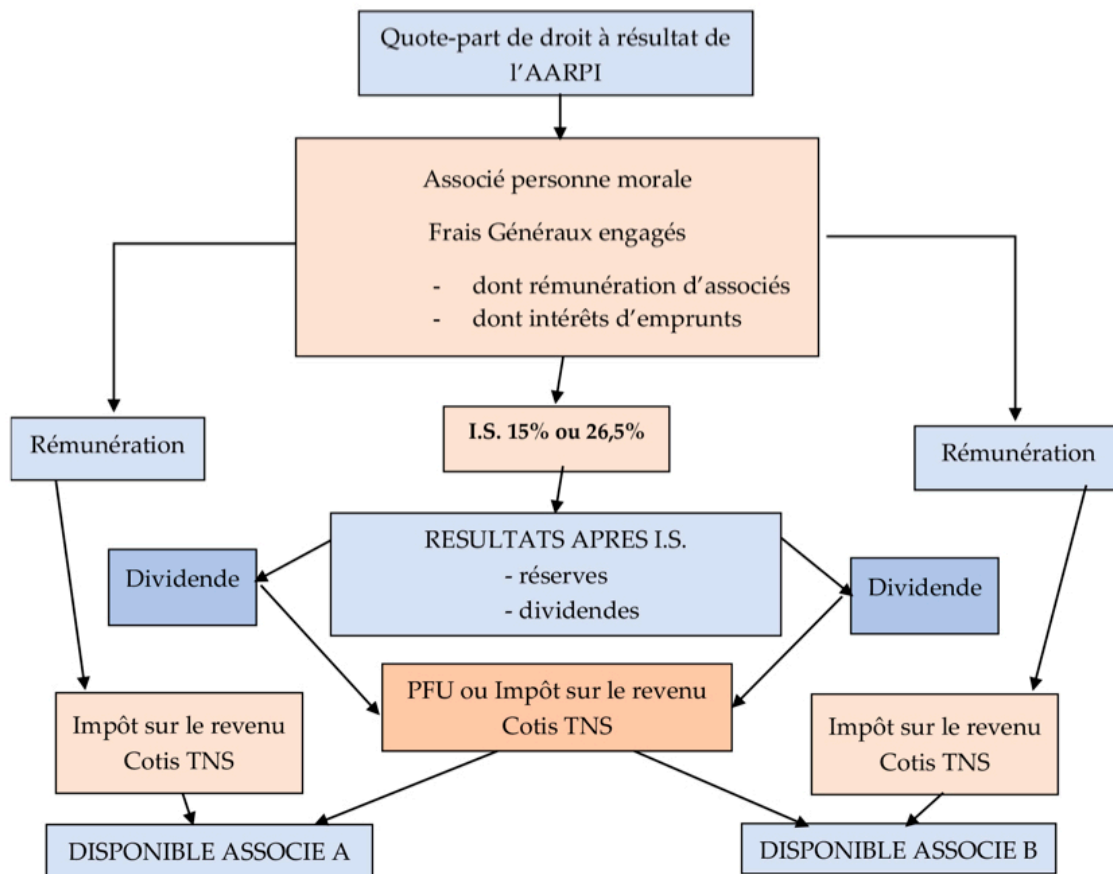 Quote-part de droit à résultat de
l'AARPI
Associé personne morale
Frais Généraux engagés
- dont rémunération d'associés
- dont intérêts d'emprunts
Rémunération
I.S. 15% ou 26,5%
Rémunération
RESULTATS APRES I.S.
- réserves
- dividendes
Dividende
Dividende
PFU ou Impôt sur le revenu
Cotis TNS
Impôt sur le revenu
Cotis TNS
Impôt sur le revenu
Cotis TNS
DISPONIBLE ASSOCIE A
DISPONIBLE ASSOCIE B